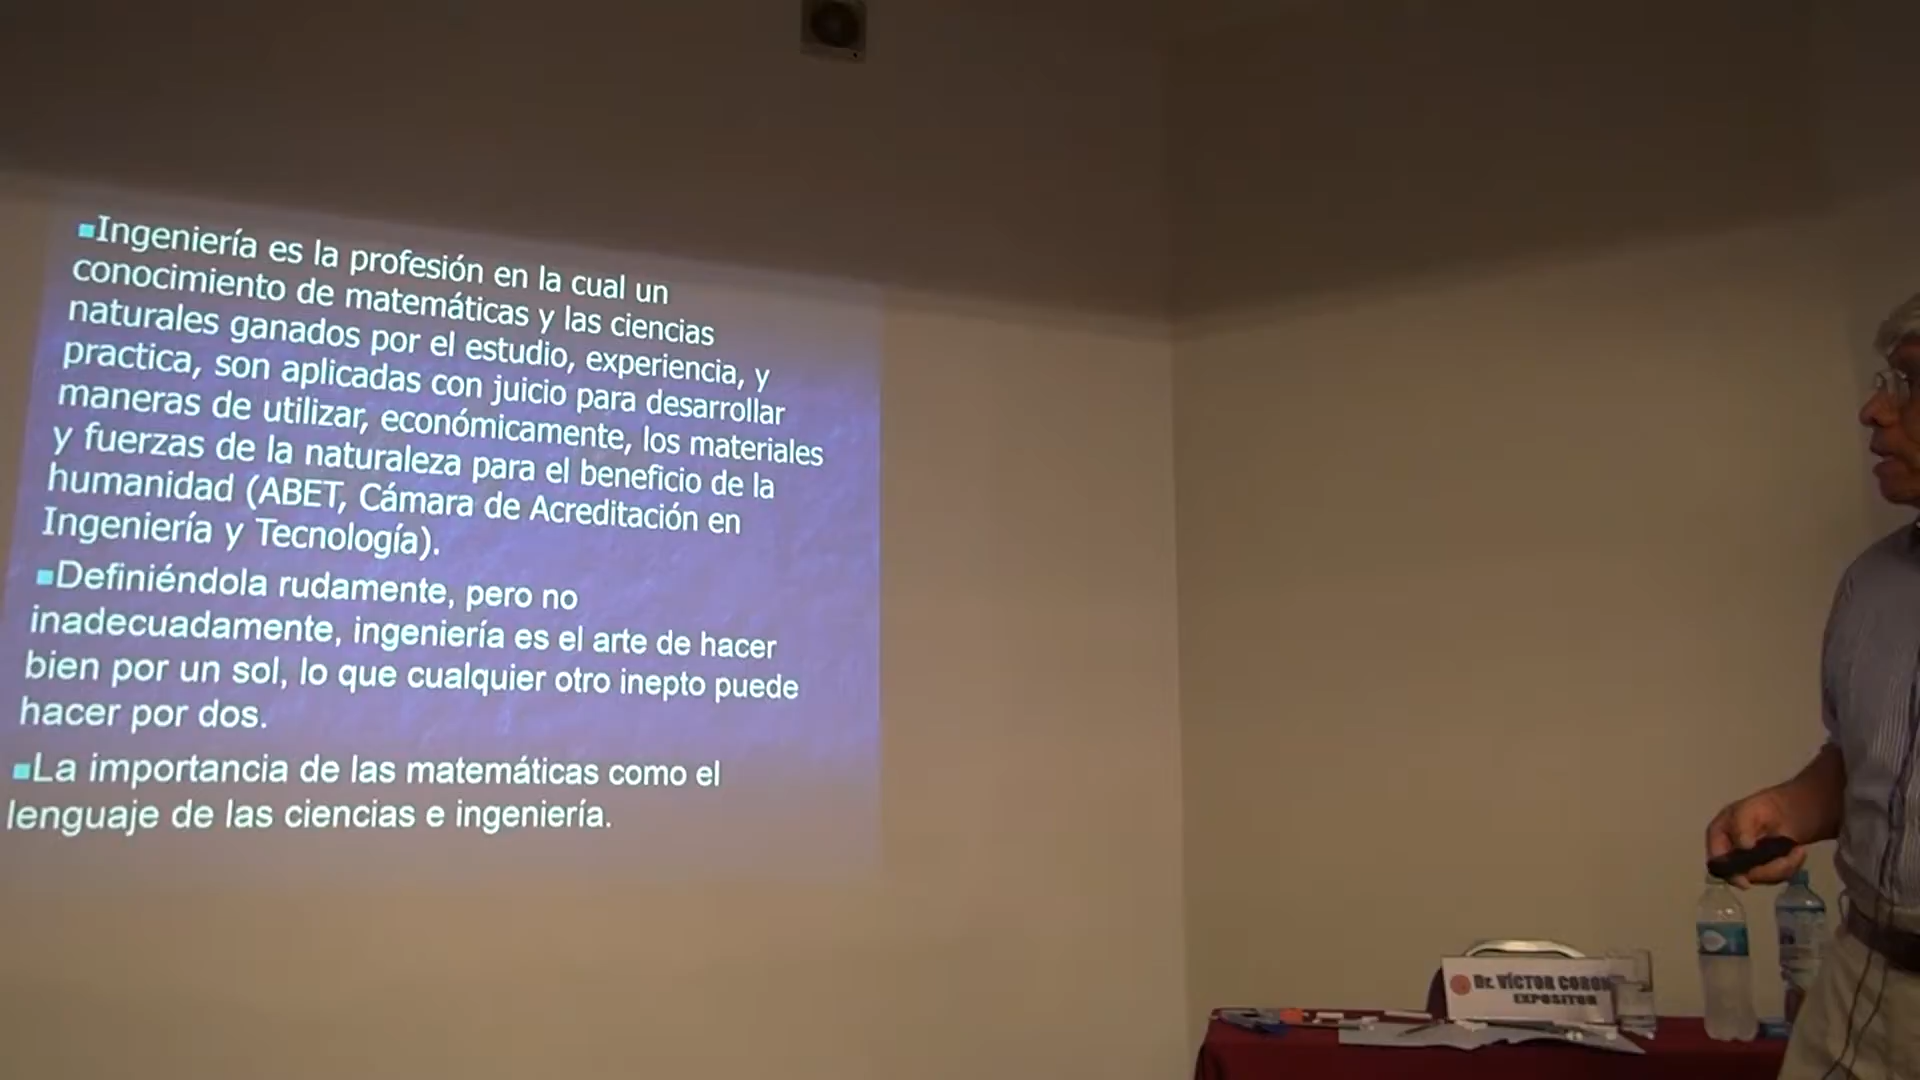 Ingeniería es la profesión en la cual un
conocimiento de matemáticas y las ciencias
naturales ganados por el estudio, experiencia, y
practica, son aplicadas con juicio para desarrollar
maneras de utilizar, económicamente, los materiales
y fuerzas de la naturaleza para el beneficio de la
humanidad (ABET, Cámara de Acreditación en
Ingeniería y Tecnología).
Definiéndola rudamente, pero no
inadecuadamente, ingeniería es el arte de hacer
bien por un sol, lo que cualquier otro inepto puede
hacer por dos.
La importancia de las matemáticas como el
lenguaje de las ciencias e ingeniería.
Dr. VÍCTOR
EXPOSITOR